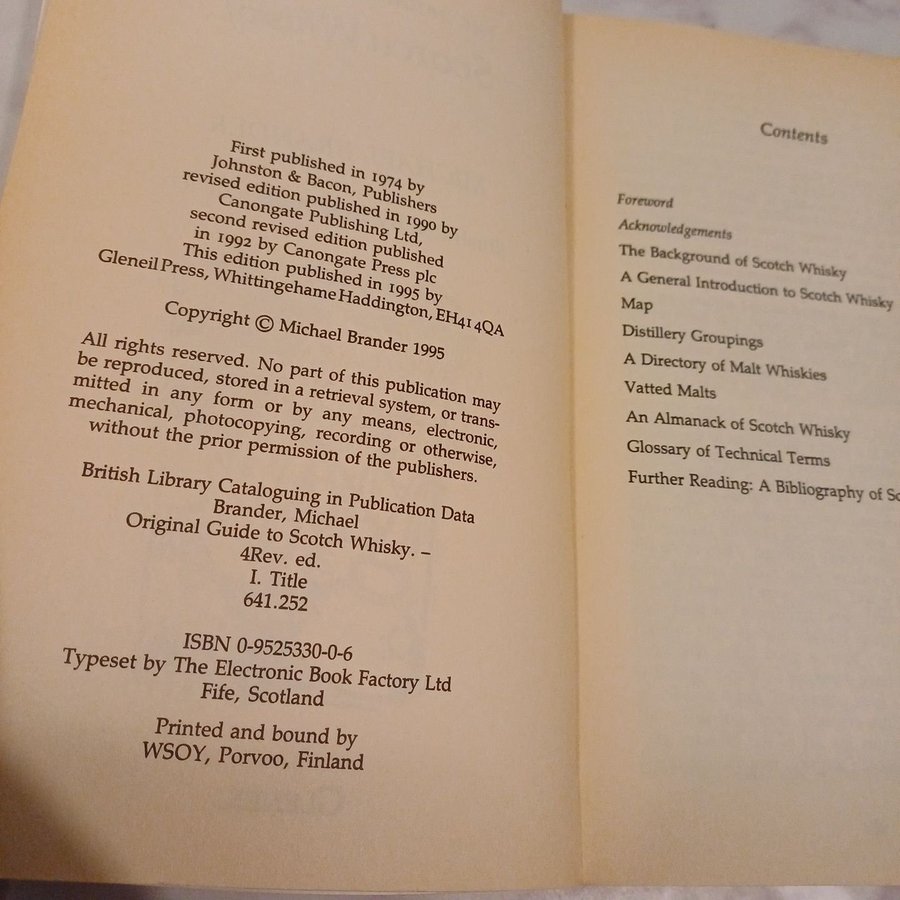 First published in 1974 by
Johnston & Bacon, Publishers
revised edition published in 1990 by
Canongate Publishing Ltd,
second revised edition published
in 1992 by Canongate Press plc
This edition published in 1995 by
Gleneil Press, Whittingehame Haddington, EH41 4QA
Copyright © Michael Brander 1995
All rights reserved. No part of this publication may
be reproduced, stored in a retrieval system, or trans-
mitted in any form or by any means, electronic,
mechanical, photocopying, recording or otherwise,
without the prior permission of the publishers.
British Library Cataloguing in Publication Data
Brander, Michael
Original Guide to Scotch Whisky. –
4Rev. ed.
I. Title
641.252
ISBN 0-9525330-0-6
Typeset by The Electronic Book Factory Ltd
Fife, Scotland
Printed and bound by
WSOY, Porvoo, Finland
Contents
Foreword
Acknowledgements
The Background of Scotch Whisky
A General Introduction to Scotch Whisky
Map
Distillery Groupings
A Directory of Malt Whiskies
Vatted Malts
An Almanack of Scotch Whisky
Glossary of Technical Terms
Further Reading: A Bibliography of